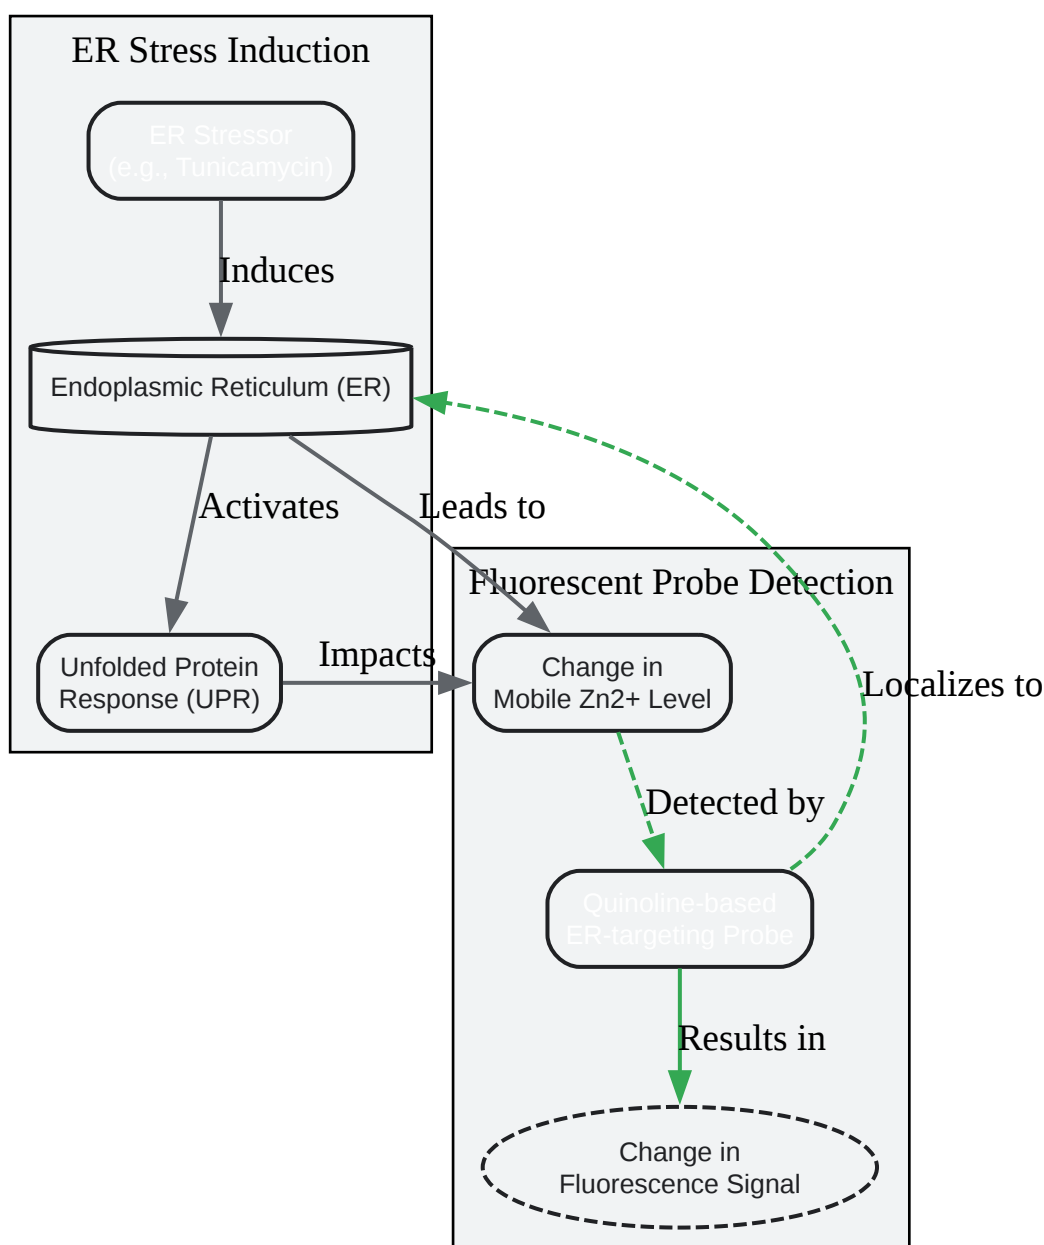 ER Stress Induction
ER Stressor
(e.g., Tunicamycin)
Induces
Endoplasmic Reticulum (ER)
Activates
Leads to
Fluorescent Probe Detection
Impacts
Unfolded Protein
Response (UPR)
Change in
Mobile Zn2+ Level
Localizes to
Detected by
Quinoline-based
ER-targeting Probe
Results in
Change in
Fluorescence Signal